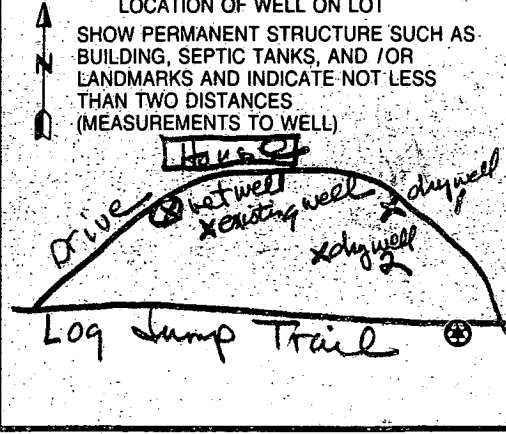 LOCATION OF WELL ON LOT
SHOW PERMANENT STRUCTURE SUCH AS
BUILDING, SEPTIC TANKS, AND /OR
LANDMARKS AND INDICATE NOT LESS
THAN TWO DISTANCES
(MEASUREMENTS TO WELL)
N
House
Drive
wet well
X existing well
X dry well
X dry well
2
Log Jump Trail